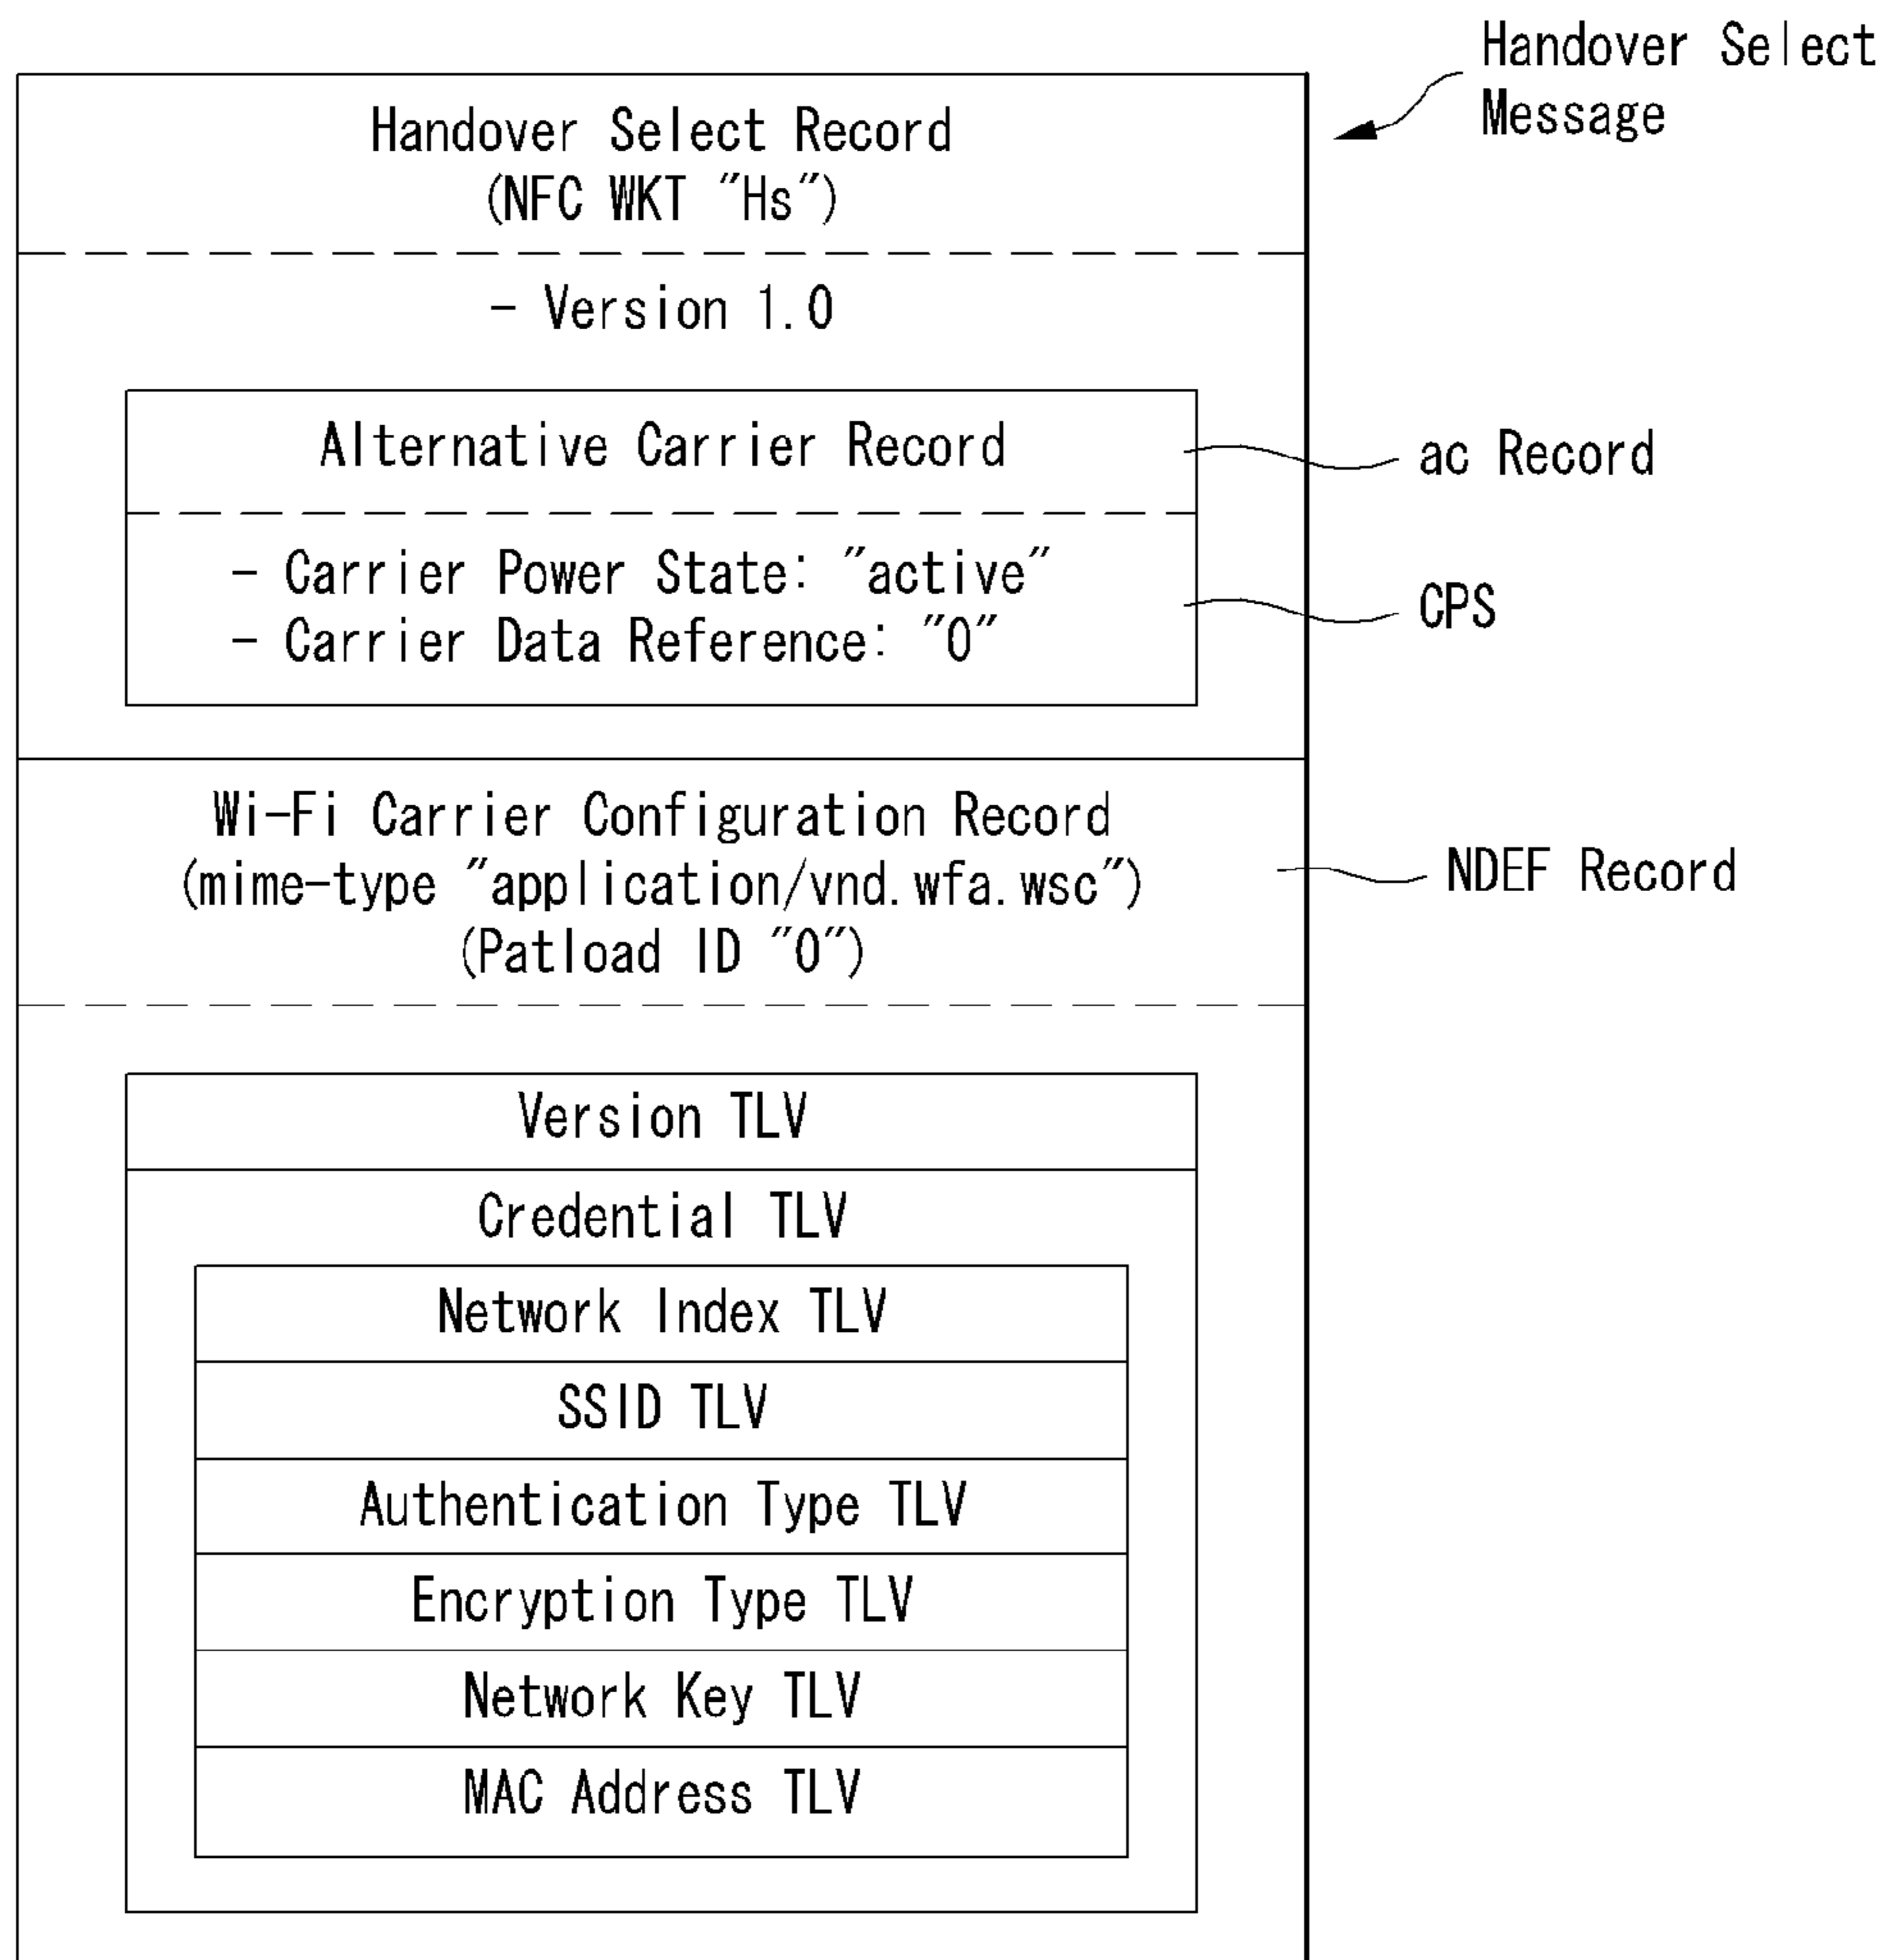 Handover Select
Message
Handover Select Record
(NFC WKT "Hs")
- Version 1.0
Alternative Carrier Record
ac Record
- Carrier Power State: "active"
- Carrier Data Reference: "0"
CPS
Wi-Fi Carrier Configuration Record
(mime-type "application/vnd.wfa.wsc")
(Patload ID "0")
NDEF Record
Version TLV
Credential TLV
Network Index TLV
SSID TLV
Authentication Type TLV
Encryption Type TLV
Network Key TLV
MAC Address TLV